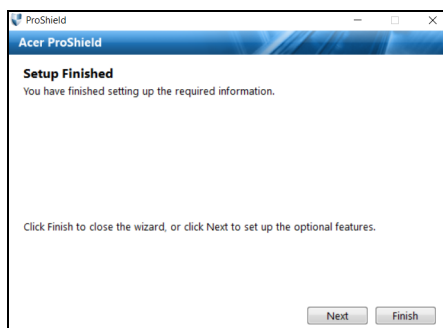 ProShield
Acer ProShield
Setup Finished
You have finished setting up the required information.
Click Finish to close the wizard, or click Next to set up the optional features.
Next Finish